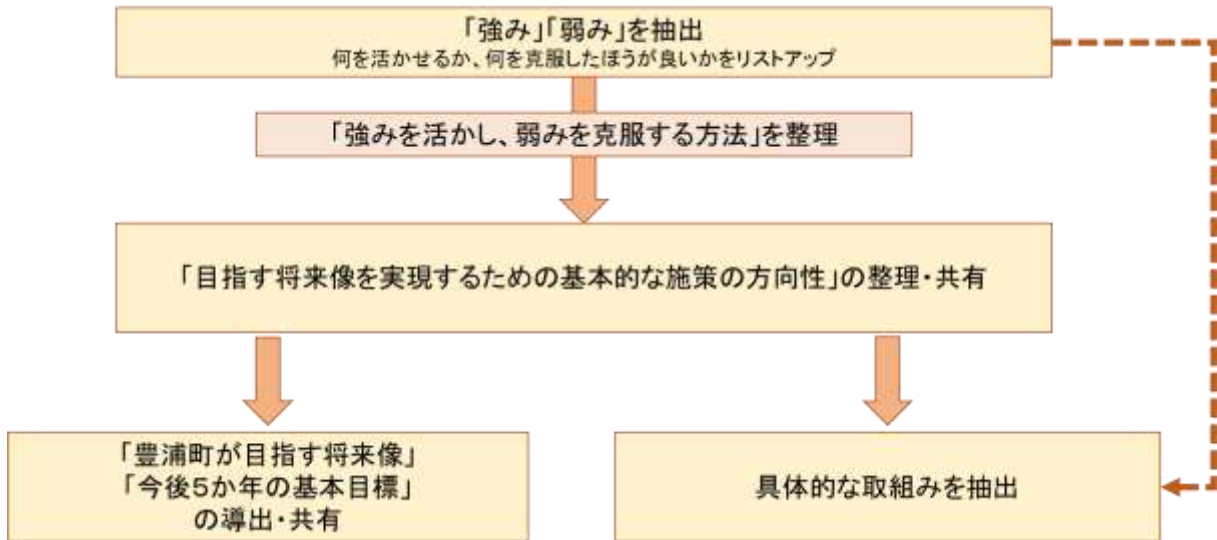 「強み」「弱み」を抽出
何を活かせるか、何を克服したほうが良いかをリストアップ
「強みを活かし、弱みを克服する方法」を整理
「目指す将来像を実現するための基本的な施策の方向性」の整理・共有
「豊浦町が目指す将来像」
「今後5か年の基本目標」
の導出・共有
具体的な取組みを抽出